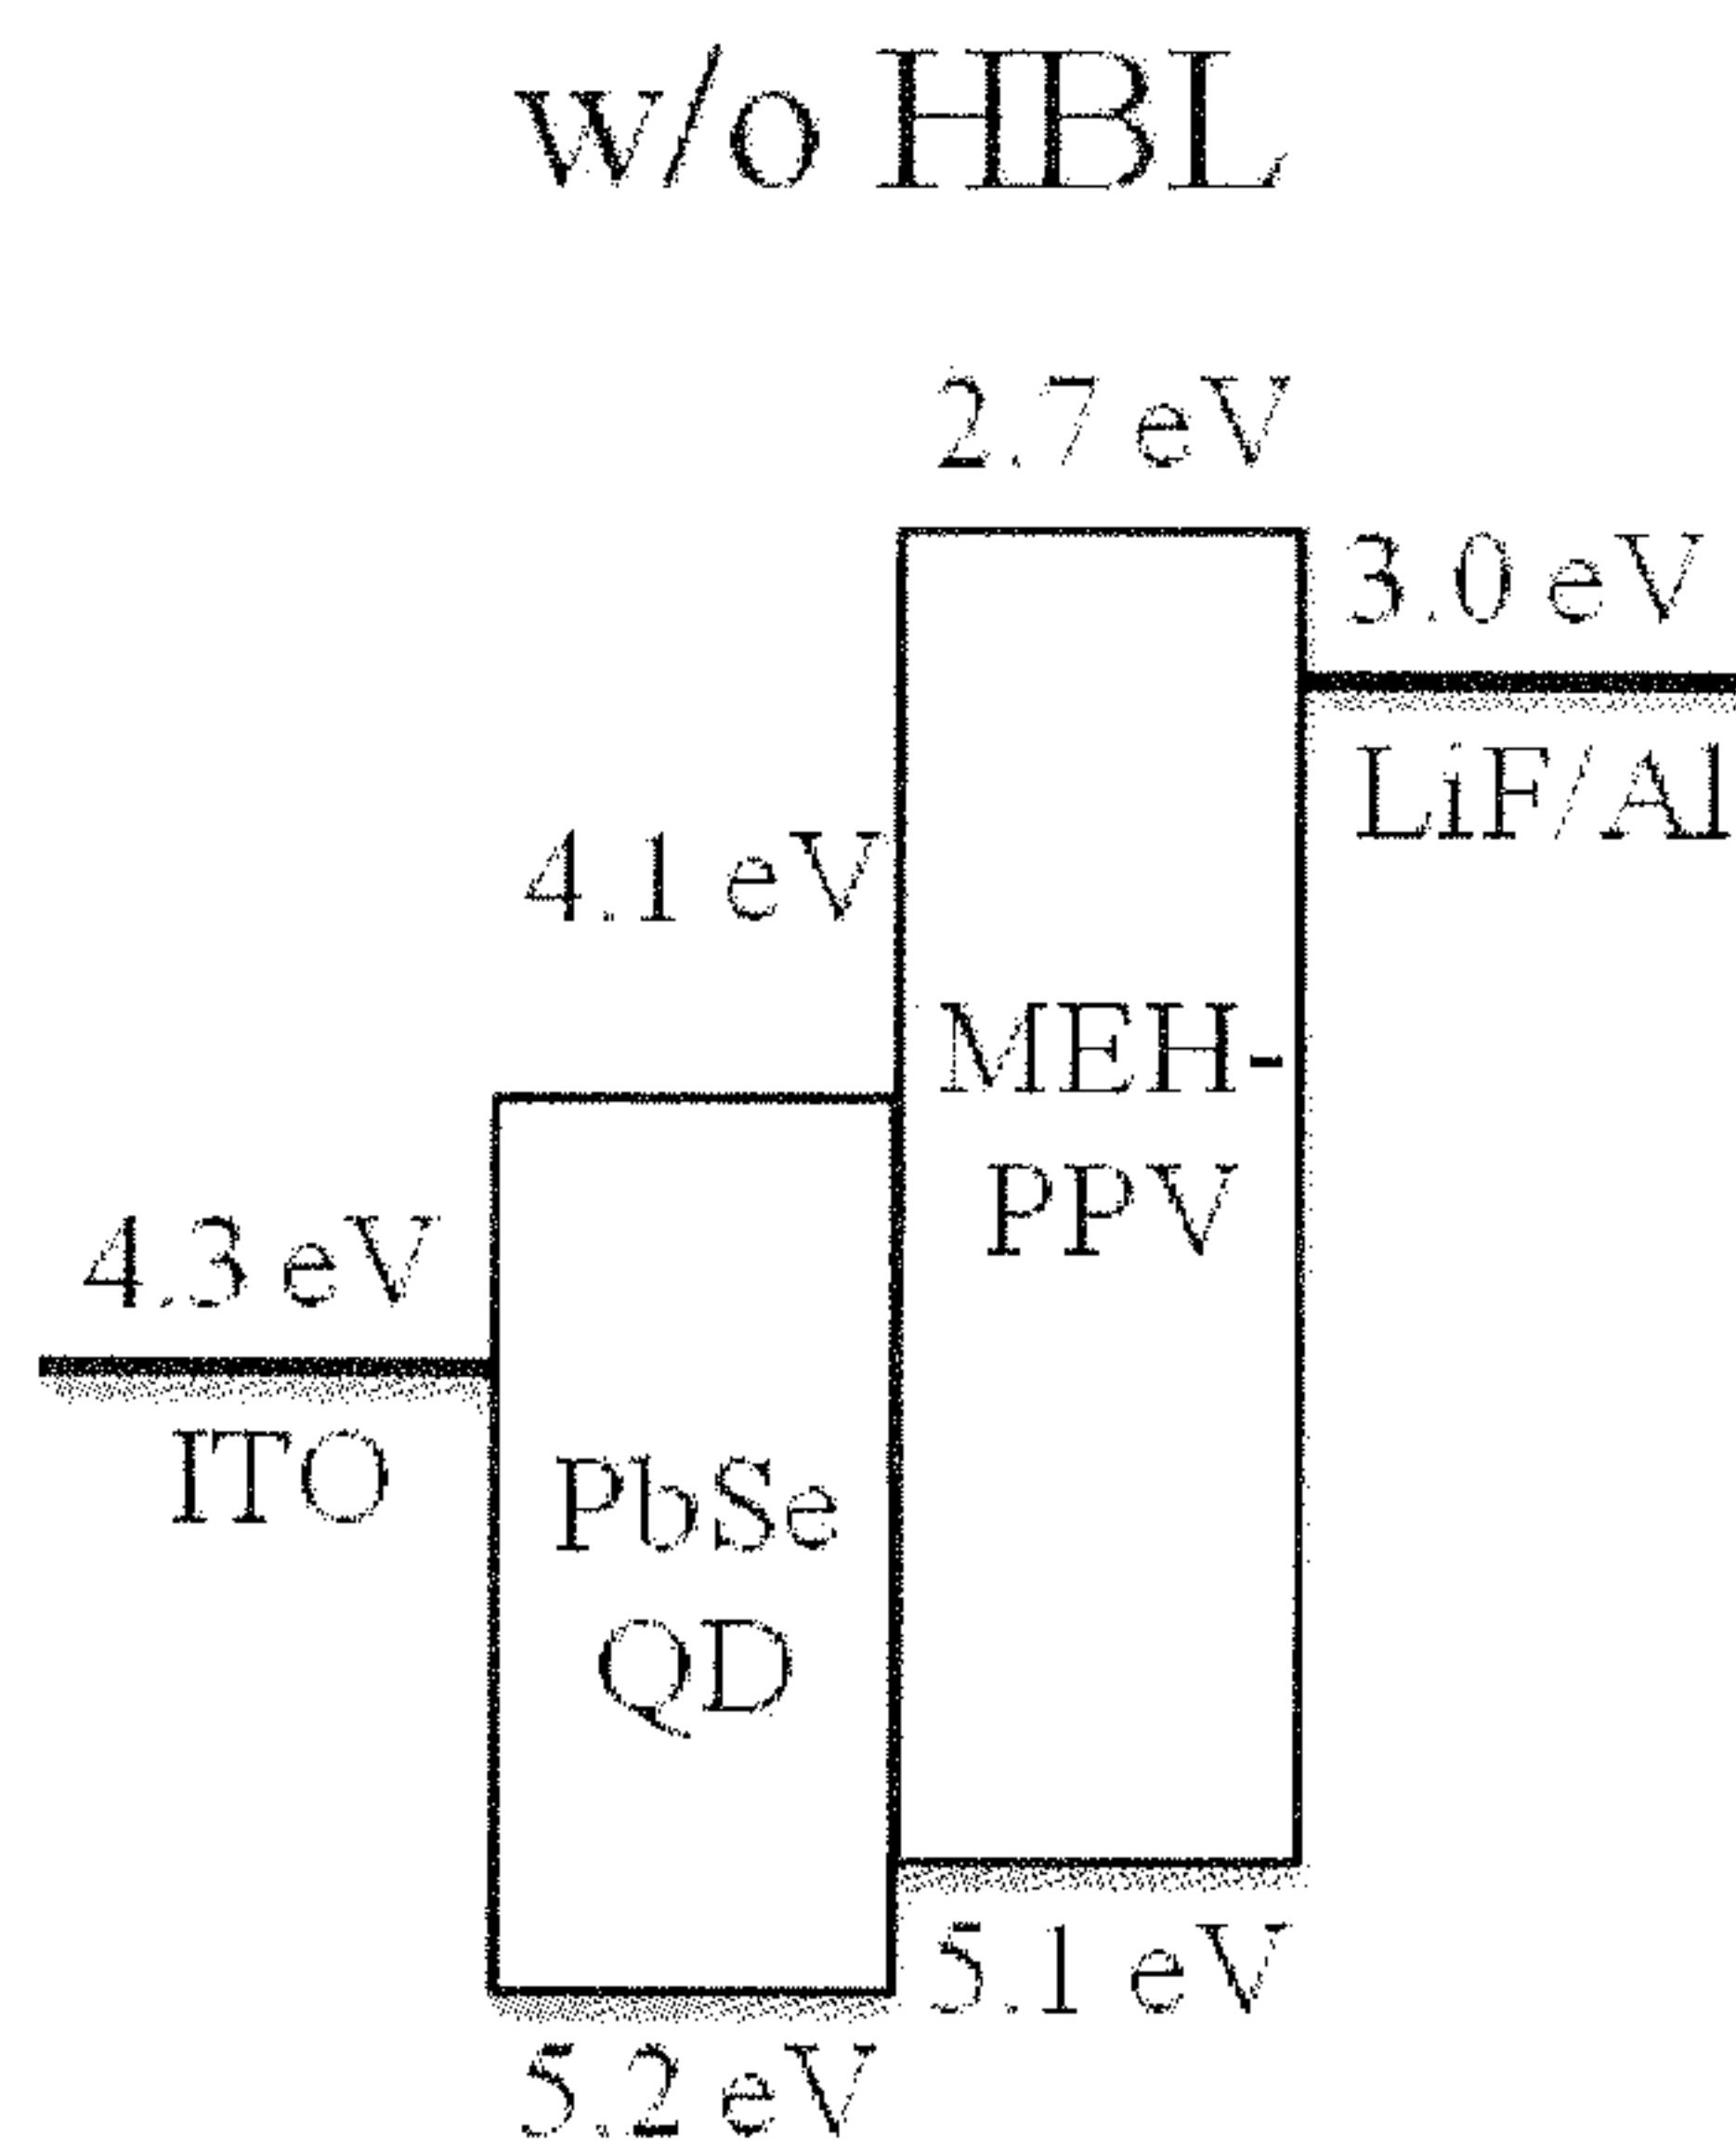 w/o HBL
2.7 eV
3.0 eV
LiF/Al
4.1 eV
MEH-
PPV
4.3 eV
ITO
PbSe
QD
5.1 eV
5.2 eV